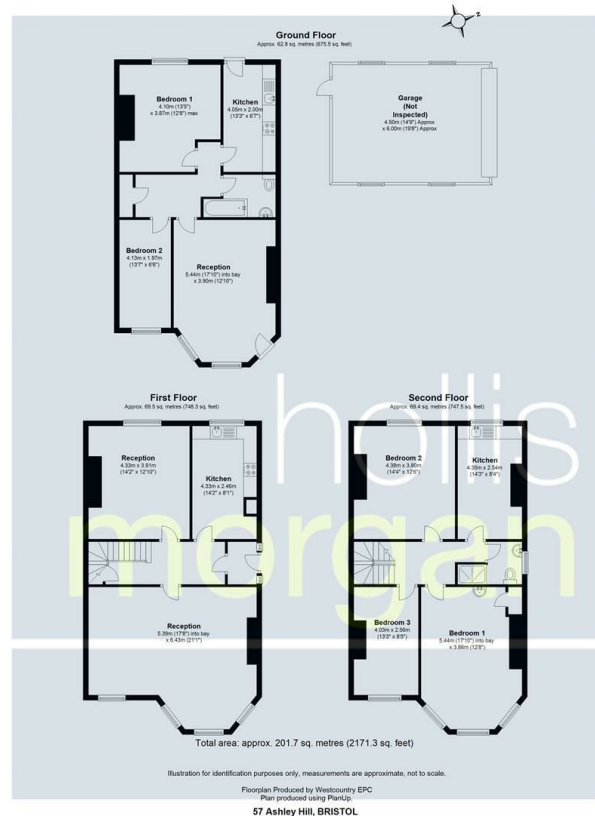 Ground Floor
Approx. 62.8 sq. metres (675.5 sq. feet)
N
Bedroom 1
4.10m (13'5")
x 3.87m (12'8") max
Kitchen
4.05m x 2.00m
(13'3" x 6'7")
Garage
(Not
Inspected)
4.50m (14'9") Approx
x 6.00m (19'8") Approx
Bedroom 2
4.13m x 1.97m
(13'7" x 6'6")
Reception
5.44m (17'10") into bay
x 3.90m (12'10")
First Floor
Approx. 69.5 sq. metres (748.3 sq. feet)
Reception
4.33m x 3.91m
(14'2" x 12'10")
Kitchen
4.33m x 2.46m
(14'2" x 8'1")
Reception
5.39m (17'8") into bay
x 6.43m (21'1")
Second Floor
Approx. 69.4 sq. metres (747.5 sq. feet)
Bedroom 2
4.38m x 3.80m
(14'4" x 12'6")
Kitchen
4.35m x 2.54m
(14'3" x 8'4")
Bedroom 3
4.03m x 2.56m
(13'3" x 8'5")
Bedroom 1
5.44m (17'10") into bay
x 3.86m (12'8")
hollis
morgan
Total area: approx. 201.7 sq. metres (2171.3 sq. feet)
Illustration for identification purposes only, measurements are approximate, not to scale.
Floorplan Produced by Westcountry EPC
Plan produced using PlanUp.
57 Ashley Hill, BRISTOL